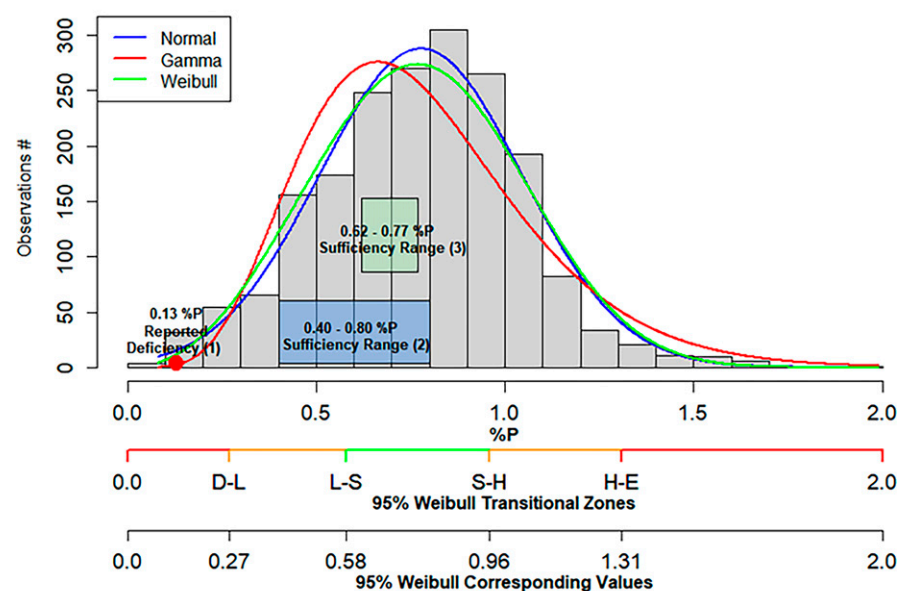 Normal
Gamma
Weibull
Observations #
300
250
200
150
100
50
0
0.62 - 0.77 %P
Sufficiency Range (3)
0.13 %P
Reported
Deficiency (1)
0.40 - 0.80 %P
Sufficiency Range (2)
0.0 0.5 1.0 1.5 2.0
%P
0.0 D-L L-S S-H H-E 2.0
95% Weibull Transitional Zones
0.0 0.27 0.58 0.96 1.31 2.0
95% Weibull Corresponding Values